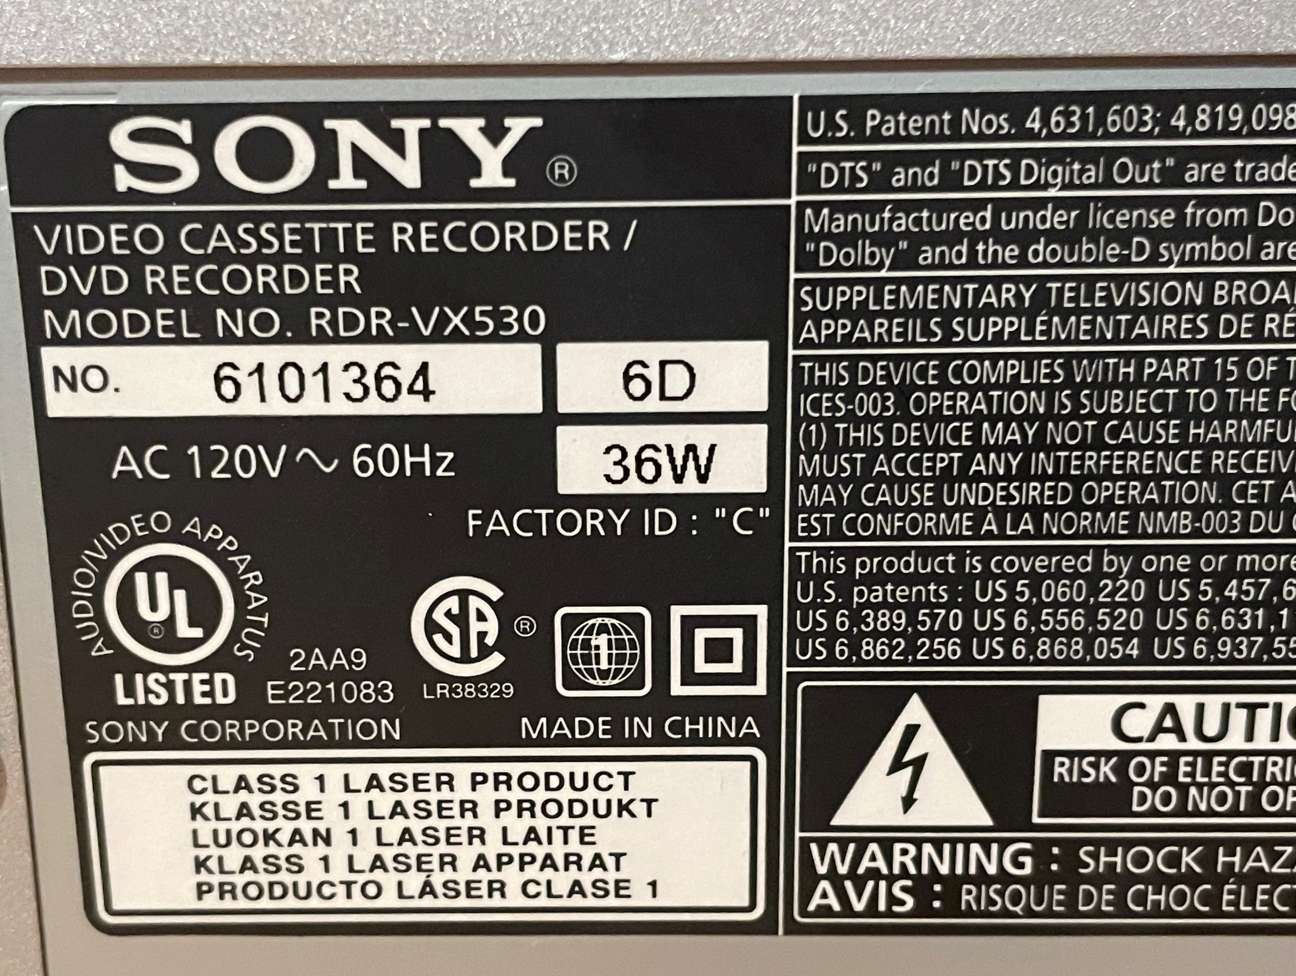 SONY®
VIDEO CASSETTE RECORDER /
DVD RECORDER
MODEL NO. RDR-VX530
NO. 6101364 6D
AC 120V ~ 60Hz 36W
FACTORY ID : "C"
AUDIO/VIDEO APPARATUS
UL ®
LISTED
2AA9
E221083
SA ®
LR38329
1
SONY CORPORATION MADE IN CHINA
CLASS 1 LASER PRODUCT
KLASSE 1 LASER PRODUKT
LUOKAN 1 LASER LAITE
KLASS 1 LASER APPARAT
PRODUCTO LÁSER CLASE 1
U.S. Patent Nos. 4,631,603; 4,819,098
"DTS" and "DTS Digital Out" are trade
Manufactured under license from Do
"Dolby" and the double-D symbol are
SUPPLEMENTARY TELEVISION BROA
APPAREILS SUPPLÉMENTAIRES DE RÉ
THIS DEVICE COMPLIES WITH PART 15 OF T
ICES-003. OPERATION IS SUBJECT TO THE FO
(1) THIS DEVICE MAY NOT CAUSE HARMFU
MUST ACCEPT ANY INTERFERENCE RECEIV
MAY CAUSE UNDESIRED OPERATION. CET A
EST CONFORME À LA NORME NMB-003 DU
This product is covered by one or more
U.S. patents : US 5,060,220 US 5,457,6
US 6,389,570 US 6,556,520 US 6,631,1
US 6,862,256 US 6,868,054 US 6,937,55
CAUTI
RISK OF ELECTRI
DO NOT OP
WARNING : SHOCK HAZA
AVIS : RISQUE DE CHOC ÉLECT